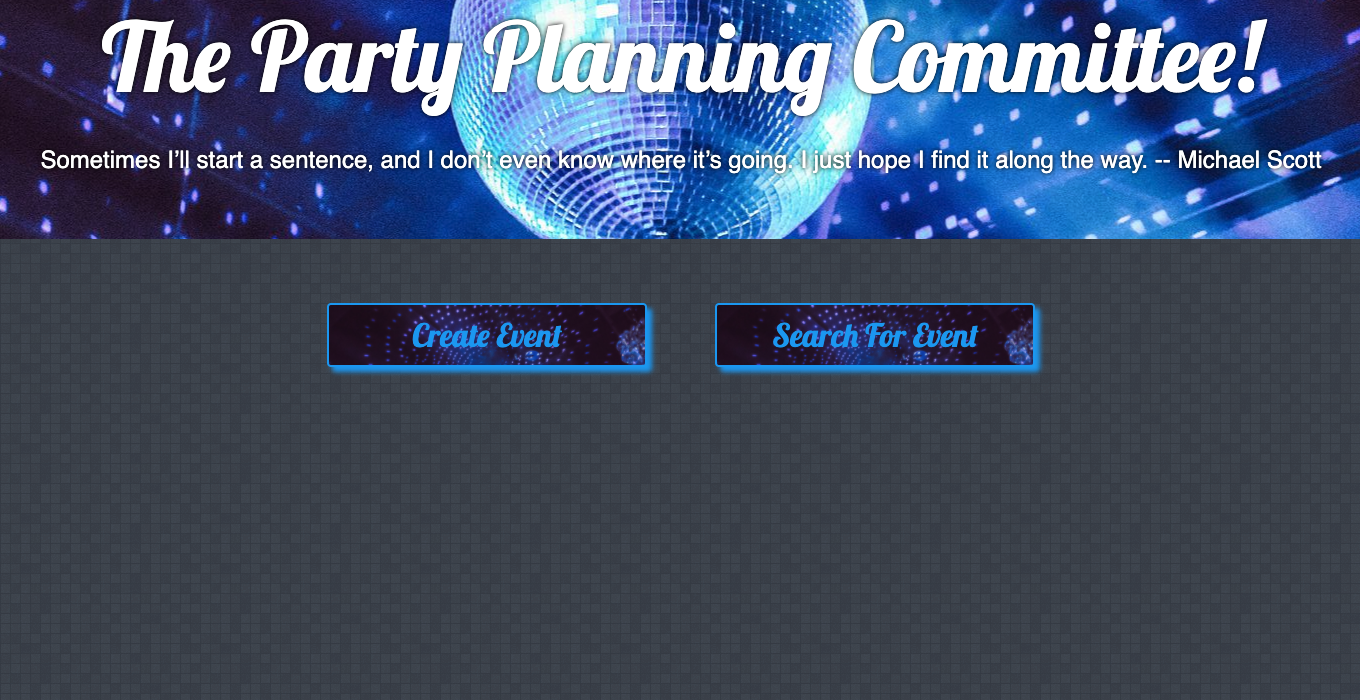 The Party Planning Committee!
Sometimes I’ll start a sentence, and I don’t even know where it’s going. I just hope I find it along the way. -- Michael Scott
Create Event
Search For Event